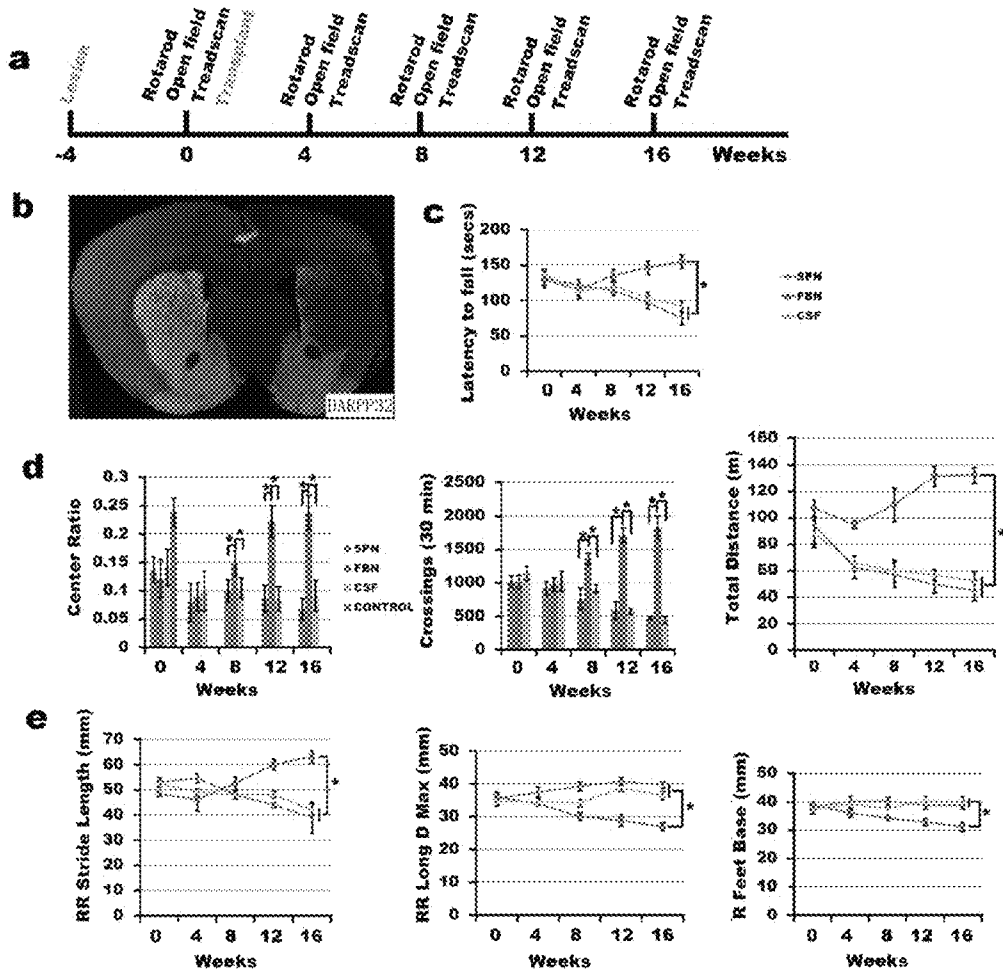 a
Lesion
Rotarod
Open field
Treadscan
Transplant
Rotarod
Open field
Treadscan
Rotarod
Open field
Treadscan
Rotarod
Open field
Treadscan
Rotarod
Open field
Treadscan
-4 0 4 8 12 16 Weeks
b
DARPP32
c
Latency to fall (secs)
200
150
100
50
0
0 4 8 12 16
Weeks
*
SPN
FBN
CSF
d
Center Ratio
0.3
0.25
0.2
0.15
0.1
0.05
0
0 4 8 12 16
Weeks
* *
* *
* *
SPN
FBN
CSF
CONTROL
Crossings (30 min)
2500
2000
1500
1000
500
0
0 4 8 12 16
Weeks
* *
* *
* *
Total Distance (m)
160
140
120
100
80
60
40
20
0
0 4 8 12 16
Weeks
*
e
RR Stride Length (mm)
70
60
50
40
30
20
10
0
0 4 8 12 16
Weeks
*
RR Long D Max (mm)
50
40
30
20
10
0
0 4 8 12 16
Weeks
*
R Feet Base (mm)
50
40
30
20
10
0
0 4 8 12 16
Weeks
*